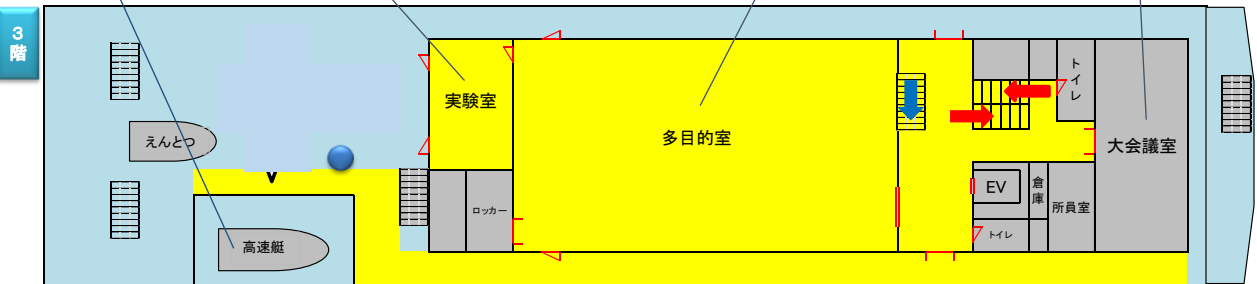 3
階
実験室
多目的室
トイレ
大会議室
えんとつ
ロッカー
EV
倉庫
所員室
トイレ
高速艇